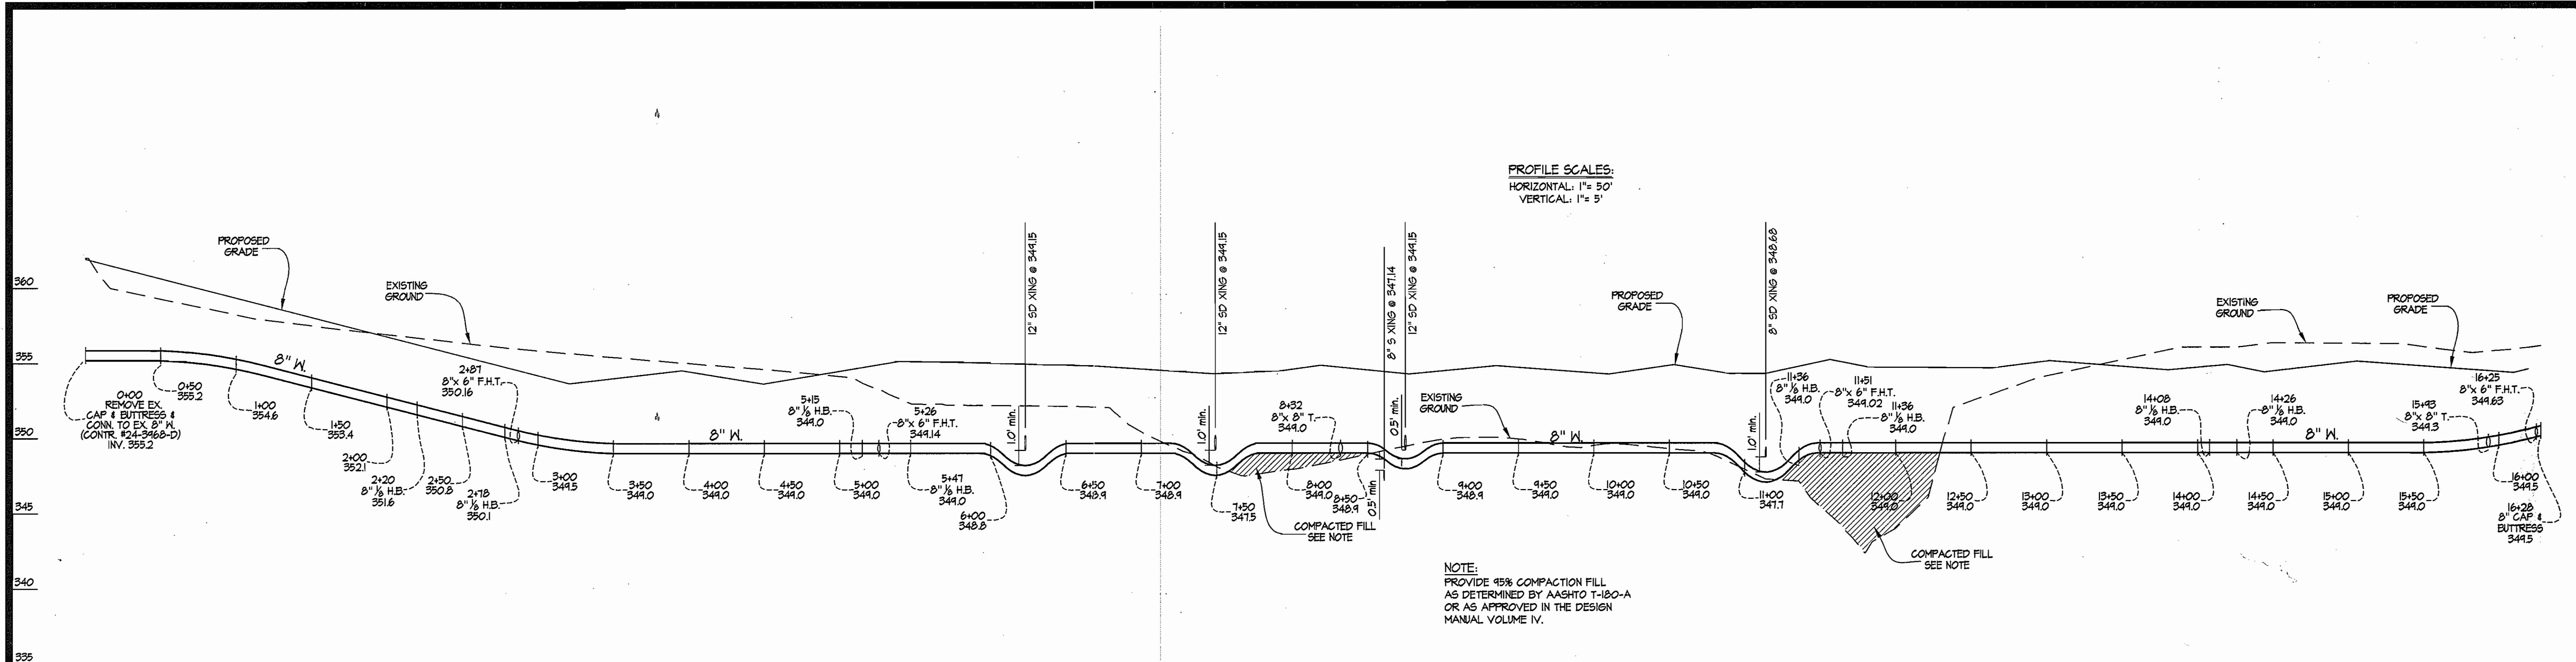 PROFILE SCALES:
HORIZONTAL: 1"= 50'
VERTICAL: 1"= 5'
360
355
350
345
340
335
PROPOSED
GRADE
EXISTING
GROUND
0+00
REMOVE EX.
CAP & BUTTRESS &
CONN. TO EX. 8" W.
(CONTR. #24-3968-D)
INV. 355.2
0+50
355.2
1+00
354.6
8" W.
1+50
353.4
2+00
352.1
2+20
8" 1/8 H.B.
351.6
2+50
350.8
2+78
8" 1/8 H.B.
350.1
2+87
8"x 6" F.H.T.
350.16
3+00
349.5
3+50
349.0
8" W.
4+00
349.0
4+50
349.0
5+00
349.0
5+15
8" 1/8 H.B.
349.0
5+26
8"x 6" F.H.T.
349.14
5+47
8" 1/8 H.B.
349.0
6+00
348.8
12" SD XING @ 349.15
1.0' min.
6+50
348.9
7+00
348.9
12" SD XING @ 349.15
1.0' min.
7+50
347.5
8+00
349.0
8+32
8"x 8" T.
349.0
8+50
348.9
COMPACTED FILL
SEE NOTE
8" S XING @ 347.14
0.5' min
12" SD XING @ 349.15
0.5' min.
EXISTING
GROUND
9+00
348.9
9+50
349.0
8" W.
10+00
349.0
10+50
349.0
PROPOSED
GRADE
8" SD XING @ 348.68
1.0' min.
11+00
347.7
11+36
8" 1/8 H.B.
349.0
11+51
8"x 6" F.H.T.
349.02
11+36
8" 1/8 H.B.
349.0
12+00
349.0
COMPACTED FILL
SEE NOTE
12+50
349.0
13+00
349.0
13+50
349.0
14+00
349.0
14+08
8" 1/8 H.B.
349.0
14+26
8" 1/8 H.B.
349.0
14+50
349.0
8" W.
15+00
349.0
15+50
349.0
EXISTING
GROUND
PROPOSED
GRADE
15+93
8"x 8" T.
349.3
16+25
8"x 6" F.H.T.
349.63
16+00
349.5
16+28
8" CAP &
BUTTRESS
349.5
NOTE:
PROVIDE 95% COMPACTION FILL
AS DETERMINED BY AASHTO T-180-A
OR AS APPROVED IN THE DESIGN
MANUAL VOLUME IV.